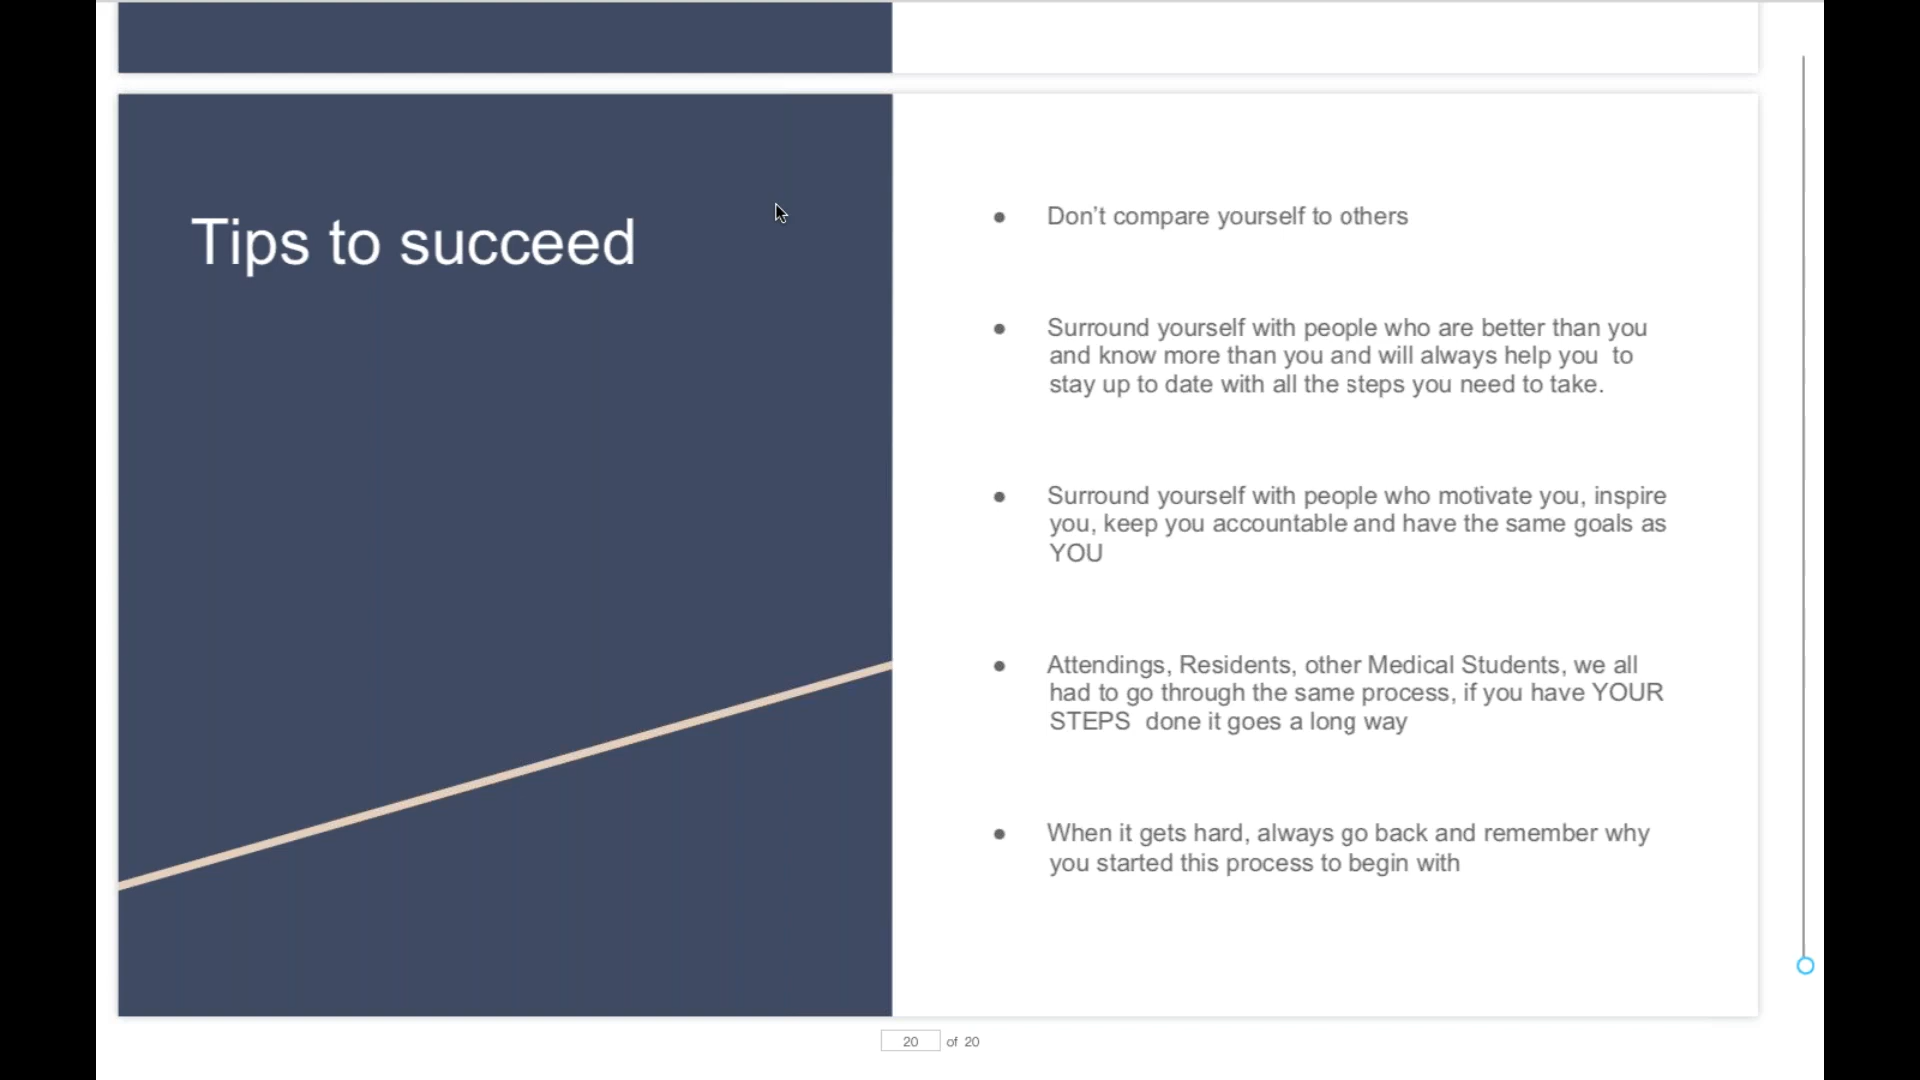 Tips to succeed
● Don’t compare yourself to others
● Surround yourself with people who are better than you
and know more than you and will always help you  to
stay up to date with all the steps you need to take.
● Surround yourself with people who motivate you, inspire
you, keep you accountable and have the same goals as
YOU
● Attendings, Residents, other Medical Students, we all
had to go through the same process, if you have YOUR
STEPS  done it goes a long way
● When it gets hard, always go back and remember why
you started this process to begin with
20 of 20